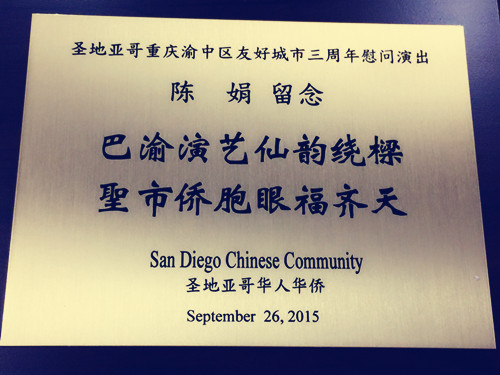 圣地亚哥重庆渝中区友好城市三周年慰问演出
陈 娟 留念
巴渝演艺仙韵绕樑
聖市侨胞眼福齐天
San Diego Chinese Community
圣地亚哥华人华侨
September 26, 2015